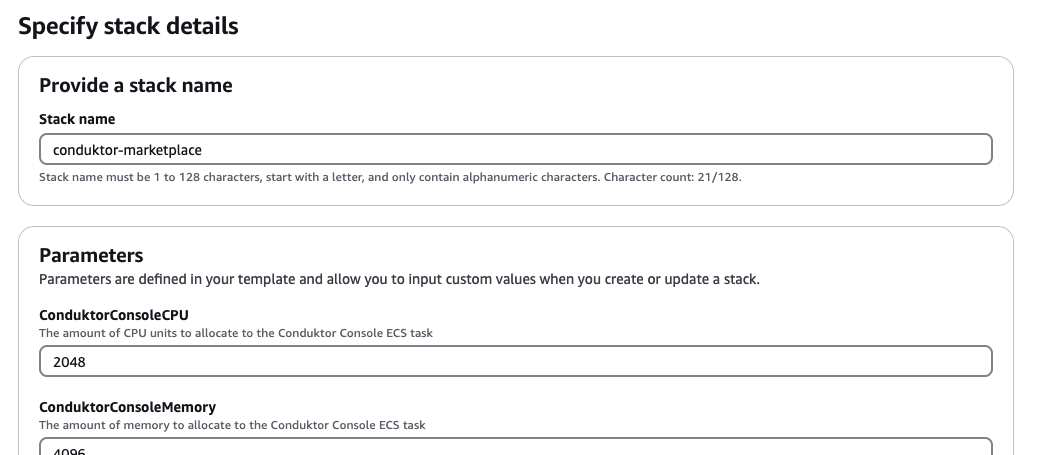 Specify stack details
Provide a stack name
Stack name
conduktor-marketplace
Stack name must be 1 to 128 characters, start with a letter, and only contain alphanumeric characters. Character count: 21/128.
Parameters
Parameters are defined in your template and allow you to input custom values when you create or update a stack.
ConduktorConsoleCPU
The amount of CPU units to allocate to the Conduktor Console ECS task
2048
ConduktorConsoleMemory
The amount of memory to allocate to the Conduktor Console ECS task
4096